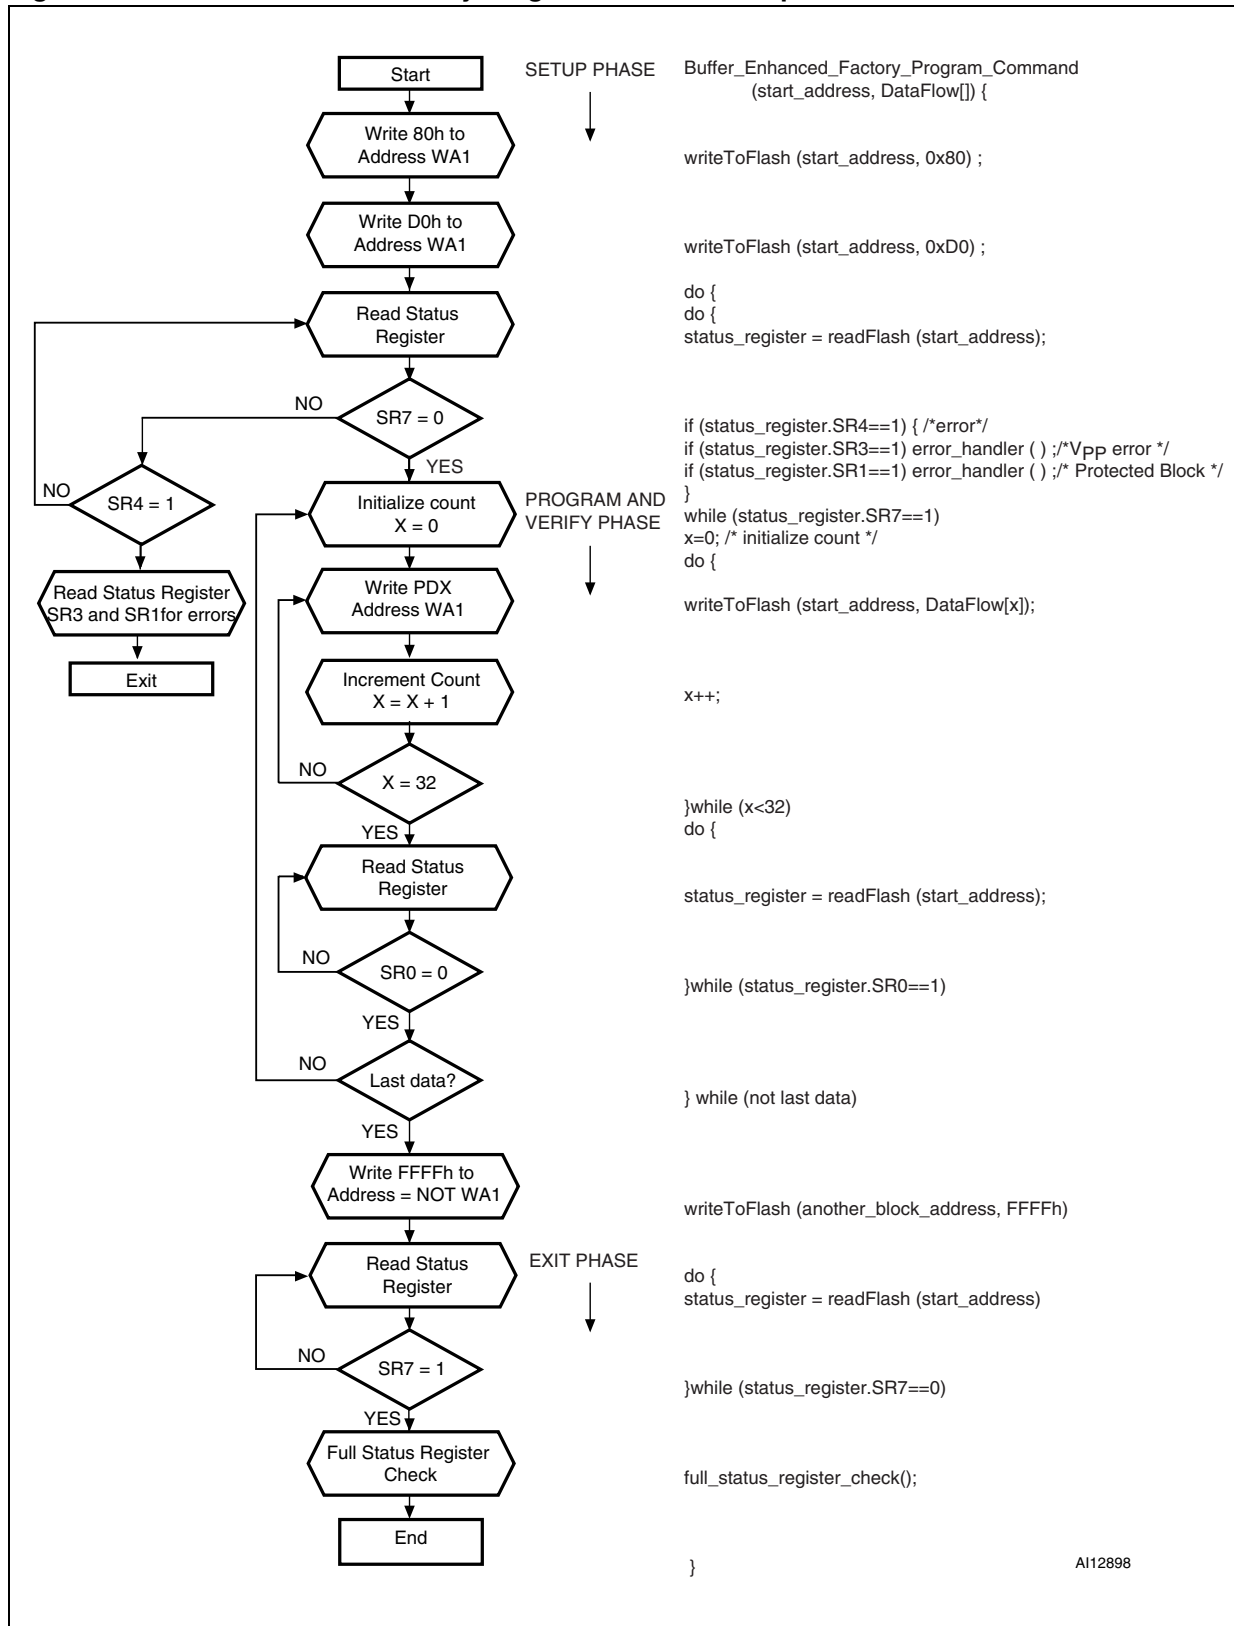 Start
SETUP PHASE
Buffer_Enhanced_Factory_Program_Command
(start_address, DataFlow[]) {
Write 80h to
Address WA1
writeToFlash (start_address, 0x80) ;
Write D0h to
Address WA1
writeToFlash (start_address, 0xD0) ;
do {
do {
Read Status
Register
status_register = readFlash (start_address);
NO
SR7 = 0
YES
if (status_register.SR4==1) { /*error*/
if (status_register.SR3==1) error_handler ( ) ;/*VPP error */
if (status_register.SR1==1) error_handler ( ) ;/* Protected Block */
}
NO
SR4 = 1
Initialize count
X = 0
PROGRAM AND
VERIFY PHASE
while (status_register.SR7==1)
x=0; /* initialize count */
do {
Read Status Register
SR3 and SR1for errors
Exit
Write PDX
Address WA1
writeToFlash (start_address, DataFlow[x]);
Increment Count
X = X + 1
x++;
NO
X = 32
YES
}while (x<32)
do {
Read Status
Register
status_register = readFlash (start_address);
NO
SR0 = 0
YES
}while (status_register.SR0==1)
NO
Last data?
YES
} while (not last data)
Write FFFFh to
Address = NOT WA1
writeToFlash (another_block_address, FFFFh)
Read Status
Register
EXIT PHASE
do {
status_register = readFlash (start_address)
NO
SR7 = 1
YES
}while (status_register.SR7==0)
Full Status Register
Check
full_status_register_check();
End
}
AI12898